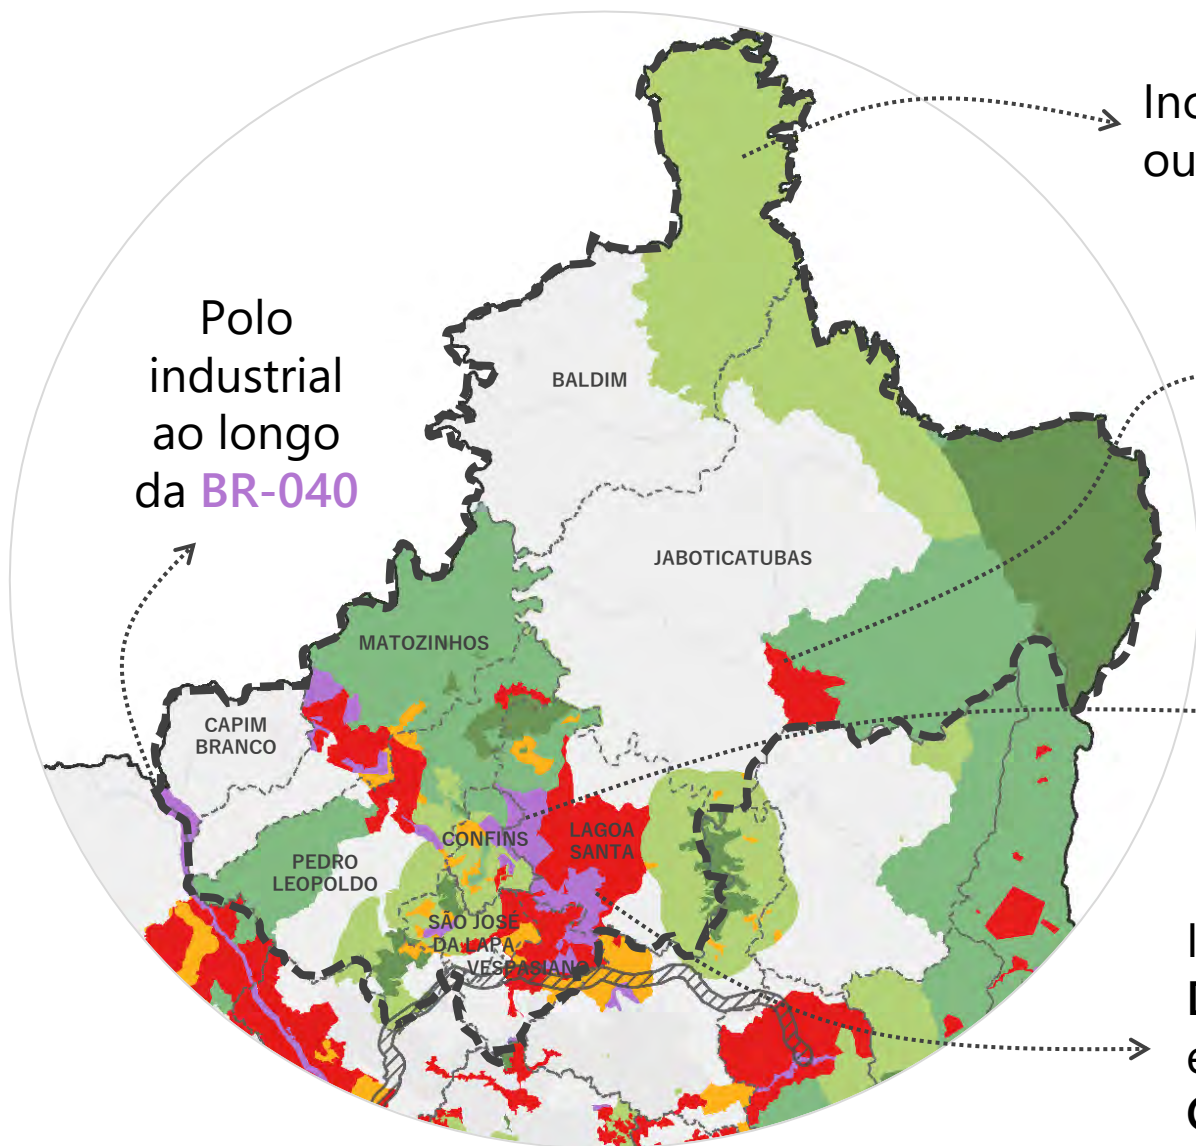 ou
Polo
industrial
ao longo
da BR-040
BALDIM
JABOTICATUBAS
MATOZINHOS
CAPIM
BRANCO
CONFINS
LAGOA
SANTA
PEDRO
LEOPOLDO
SÃO JOSÉ
DA LAPA
VESPASIANO
e